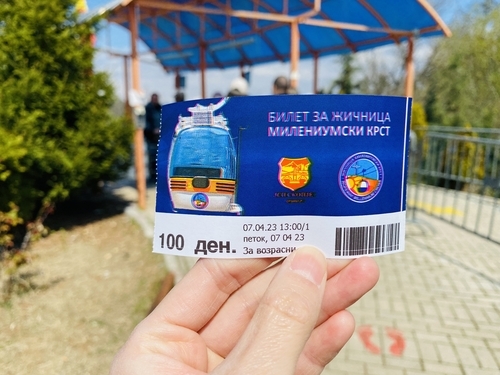 БИЛЕТ ЗА ЖИЧНИЦА
МИЛЕНИУМСКИ КРСТ
100 ден.
07.04.23 13:00/1
петок, 07 04 23
За возрасни